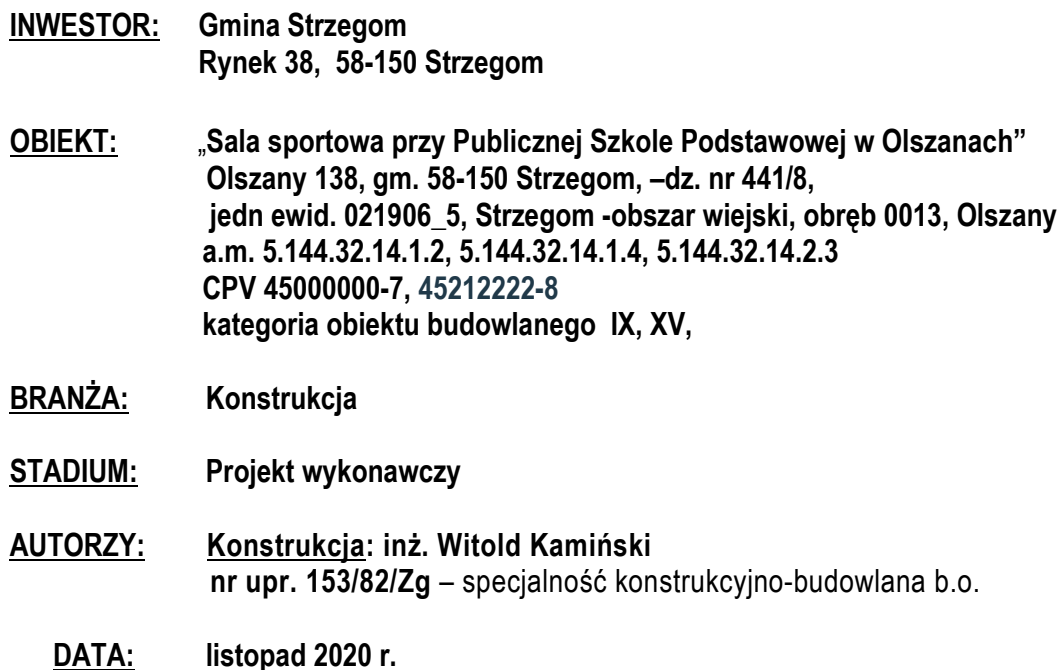 INWESTOR: Gmina Strzegom
Rynek 38, 58-150 Strzegom
OBIEKT: „Sala sportowa przy Publicznej Szkole Podstawowej w Olszanach”
Olszany 138, gm. 58-150 Strzegom, –dz. nr 441/8,
jedn ewid. 021906_5, Strzegom -obszar wiejski, obręb 0013, Olszany
a.m. 5.144.32.14.1.2, 5.144.32.14.1.4, 5.144.32.14.2.3
CPV 45000000-7, 45212222-8
kategoria obiektu budowlanego IX, XV,
BRANŻA: Konstrukcja
STADIUM: Projekt wykonawczy
AUTORZY: Konstrukcja: inż. Witold Kamiński
nr upr. 153/82/Zg – specjalność konstrukcyjno-budowlana b.o.
DATA: listopad 2020 r.